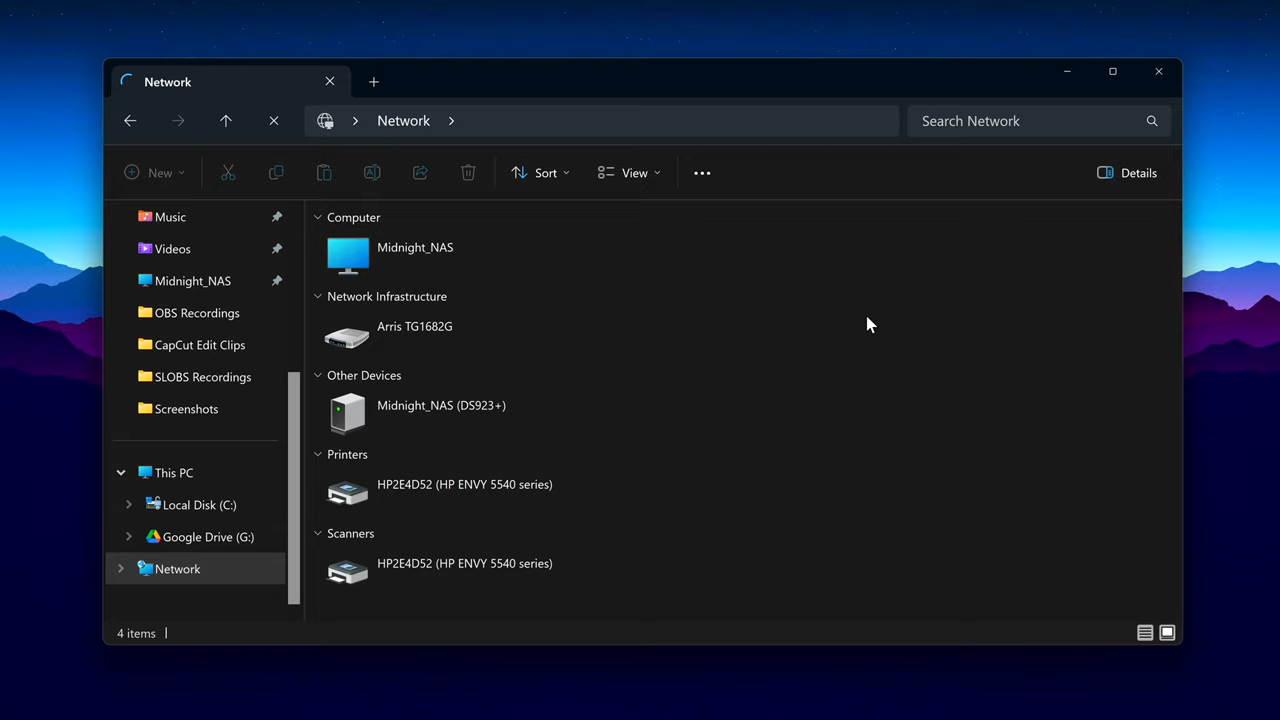 Network
Network
Search Network
New
Sort
View
Details
Music
Videos
Midnight_NAS
OBS Recordings
CapCut Edit Clips
SLOBS Recordings
Screenshots
This PC
Local Disk (C:)
Google Drive (G:)
Network
Computer
Midnight_NAS
Network Infrastructure
Arris TG1682G
Other Devices
Midnight_NAS (DS923+)
Printers
HP2E4D52 (HP ENVY 5540 series)
Scanners
HP2E4D52 (HP ENVY 5540 series)
4 items